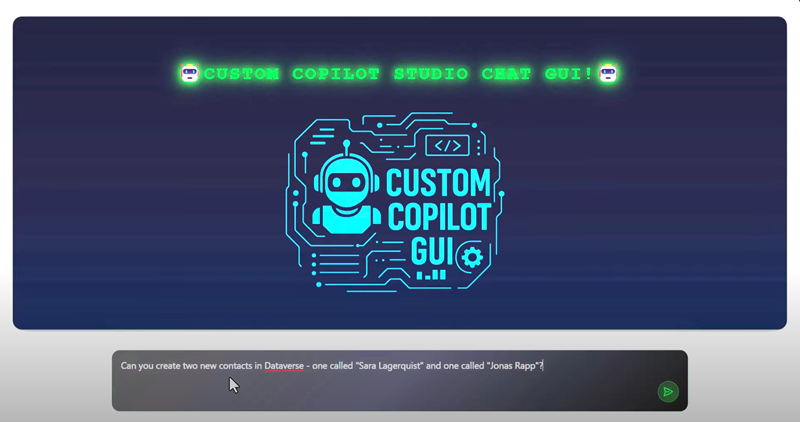 CUSTOM COPILOT STUDIO CHAT GUI!
</>
CUSTOM
COPILOT
GUI
Can you create two new contacts in Dataverse - one called "Sara Lagerquist" and one called "Jonas Rapp"?